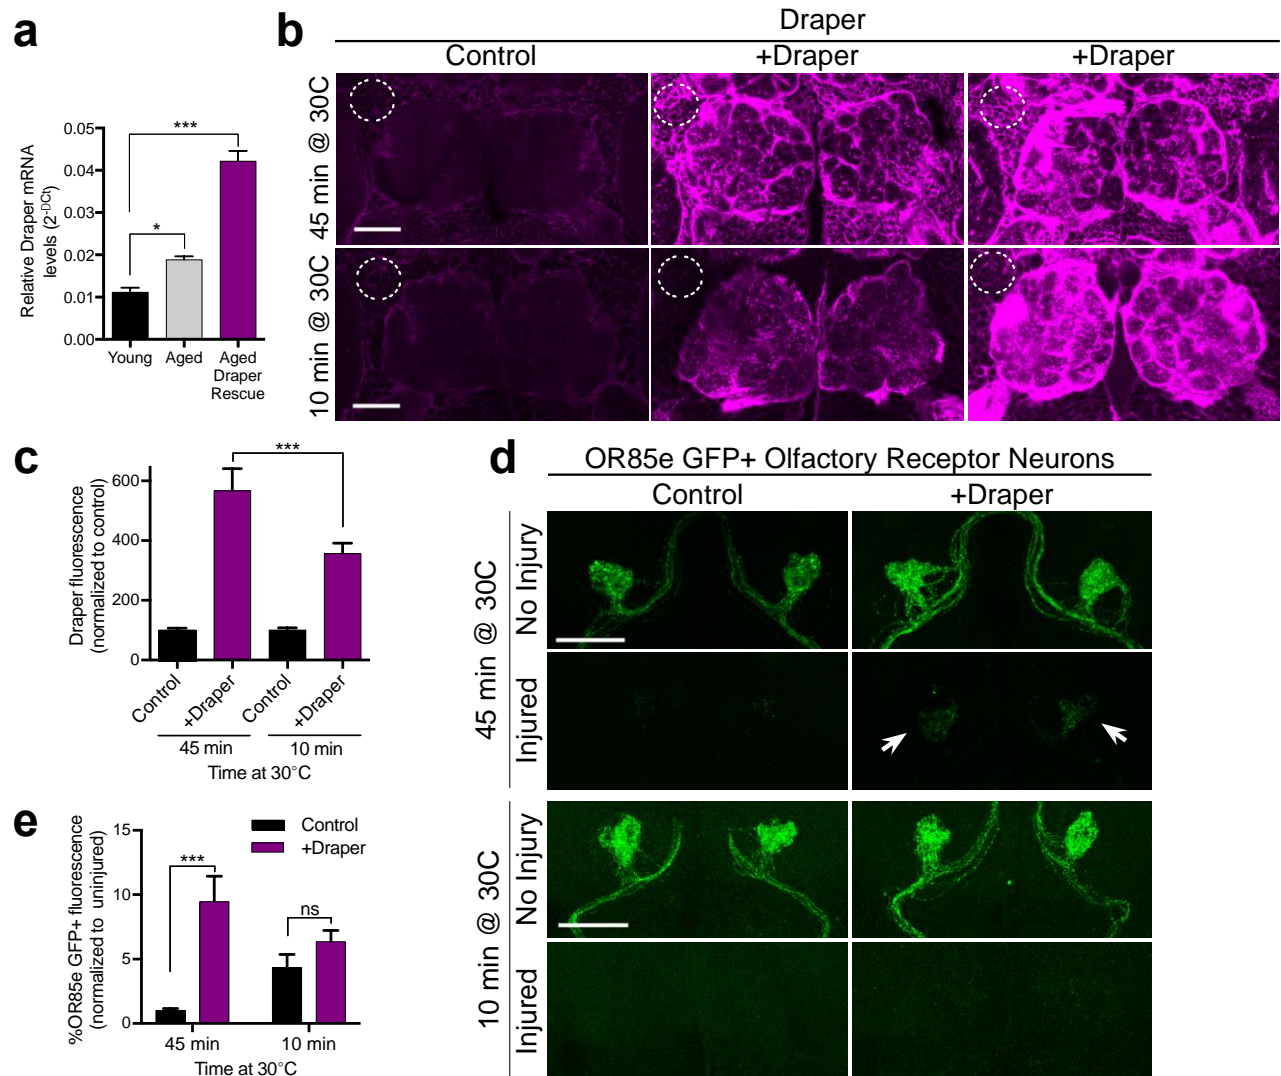 a
Relative Draper mRNA
levels (2^-DCt)
0.05
0.04
0.03
0.02
0.01
0.00
***
*
Young
Aged
Aged
Draper
Rescue
b
Draper
Control
+Draper
+Draper
45 min @ 30C
10 min @ 30C
c
Draper fluorescence
(normalized to control)
600
400
200
0
***
Control
+Draper
Control
+Draper
45 min
10 min
Time at 30°C
d
OR85e GFP+ Olfactory Receptor Neurons
Control
+Draper
45 min @ 30C
No Injury
Injured
10 min @ 30C
No Injury
Injured
e
%OR85e GFP+ fluorescence
(normalized to uninjured)
15
10
5
0
Control
+Draper
***
ns
45 min
10 min
Time at 30°C